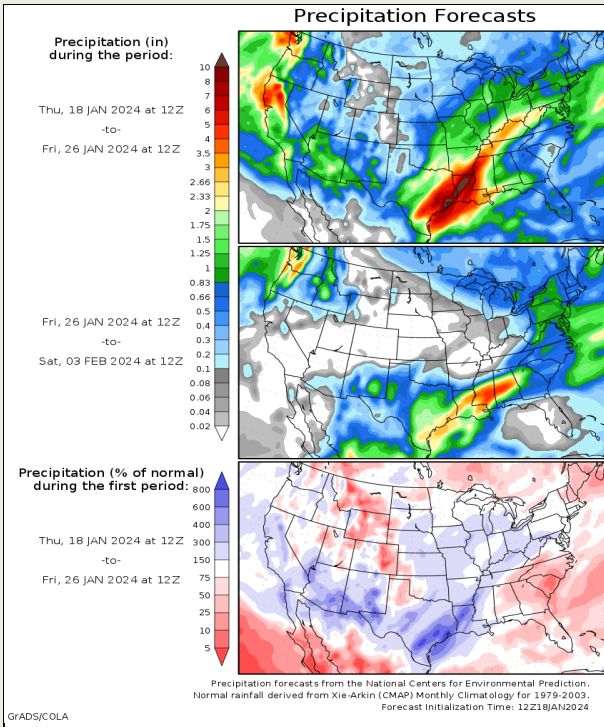 Precipitation Forecasts
Precipitation (in)
during the period:
Thu, 18 JAN 2024 at 12Z
-to-
Fri, 26 JAN 2024 at 12Z
10
8
7
6
5
4
3.5
3
2.66
2.33
2
1.75
1.5
1.25
1
0.83
0.66
0.5
0.4
0.3
0.2
0.1
0.08
0.06
0.04
0.02
Fri, 26 JAN 2024 at 12Z
-to-
Sat, 03 FEB 2024 at 12Z
Precipitation (% of normal)
during the first period:
Thu, 18 JAN 2024 at 12Z
-to-
Fri, 26 JAN 2024 at 12Z
800
600
400
300
150
75
50
25
10
5
Precipitation forecasts from the National Centers for Environmental Prediction.
Normal rainfall derived from Xie-Arkin (CMAP) Monthly Climatology for 1979-2003.
Forecast Initialization Time: 12Z18JAN2024
GrADS/COLA